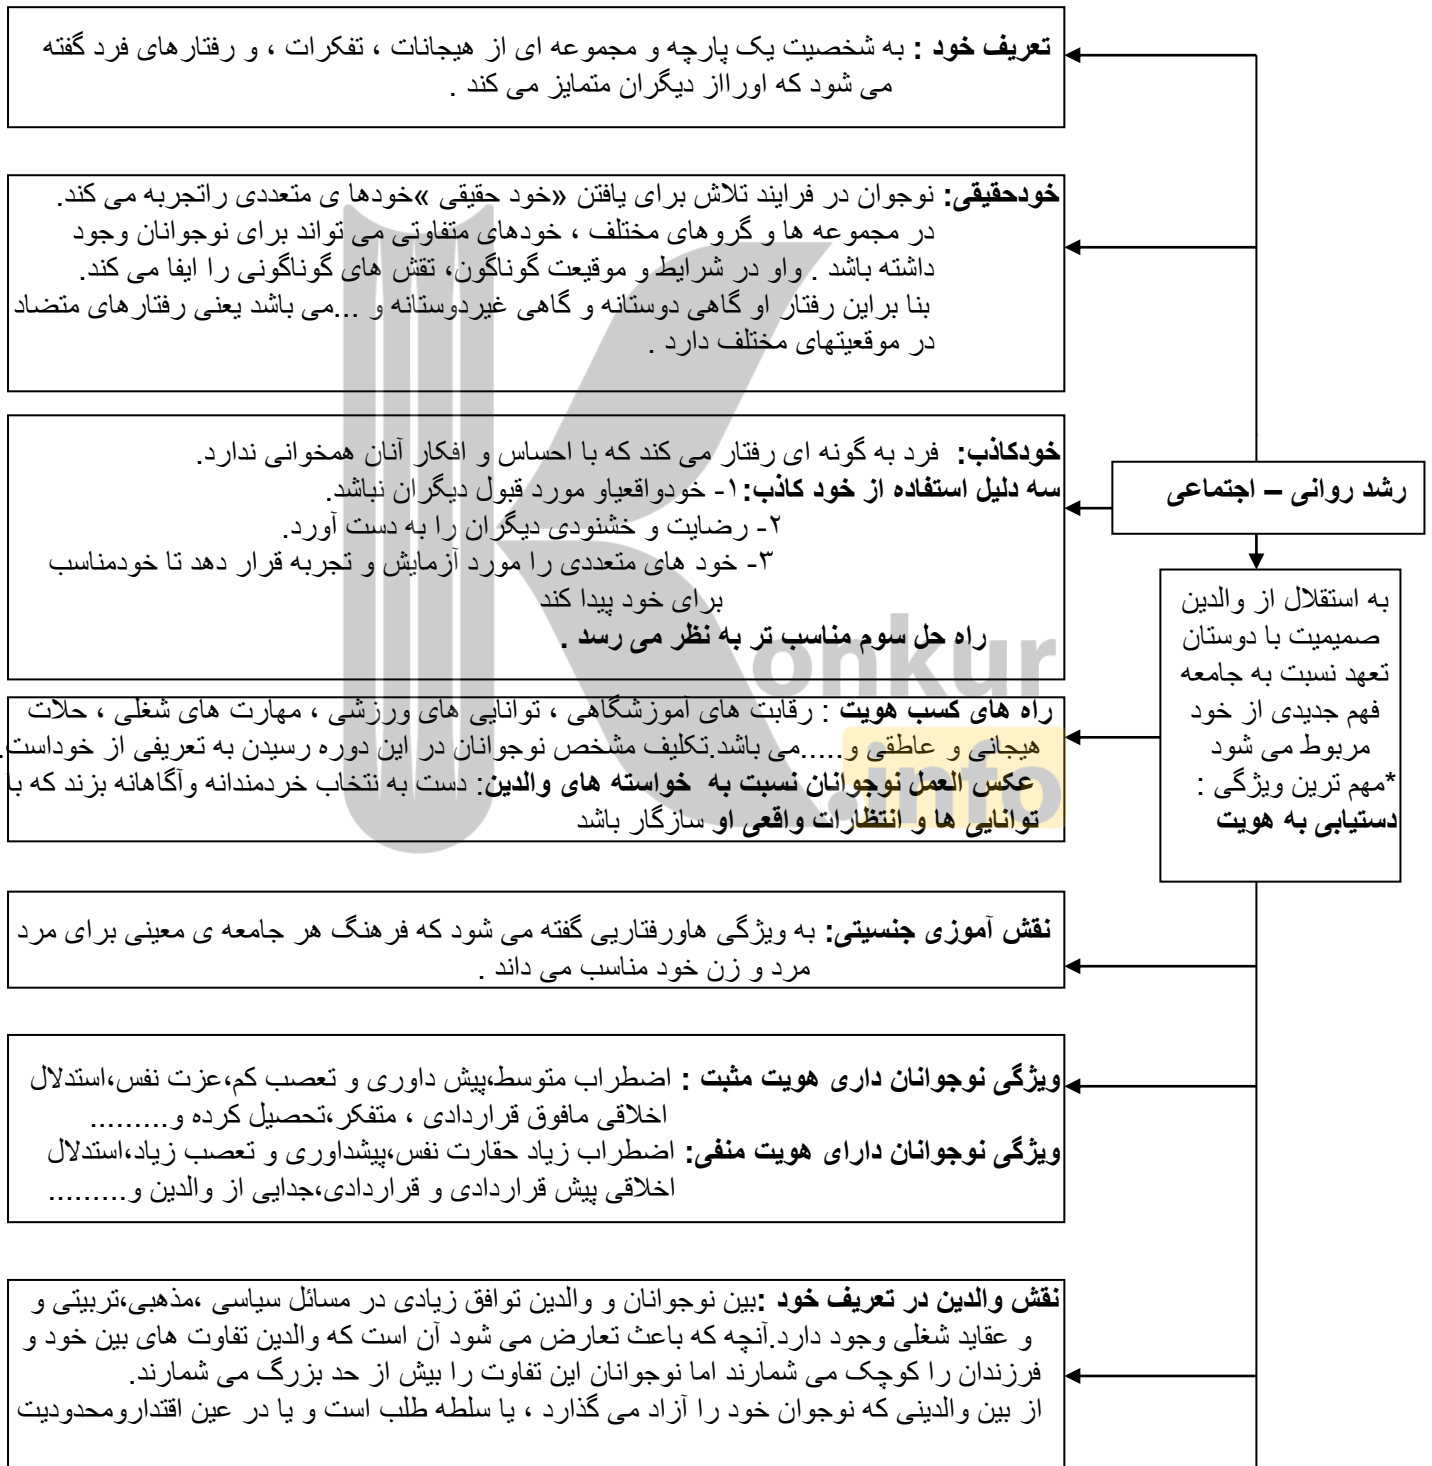 تعریف خود : به شخصیت یک پارچه و مجموعه ای از هیجانات ، تفکرات ، و رفتارهای فرد گفته
می شود که اورااز دیگران متمایز می کند .
خودحقیقی: نوجوان در فرایند تلاش برای یافتن «خود حقیقی »خودها ی متعددی راتجربه می کند.
در مجموعه ها و گروهای مختلف ، خودهای متفاوتی می تواند برای نوجوانان وجود
داشته باشد . واو در شرایط و موقیعت گوناگون، تقش های گوناگونی را ایفا می کند.
بنا براین رفتار او گاهی دوستانه و گاهی غیردوستانه و ...می باشد یعنی رفتارهای متضاد
در موقعیتهای مختلف دارد .
خودکاذب: فرد به گونه ای رفتار می کند که با احساس و افکار آنان همخوانی ندارد.
سه دلیل استفاده از خود کاذب:۱- خودواقعیاو مورد قبول دیگران نباشد.
۲- رضایت و خشنودی دیگران را به دست آورد.
۳- خود های متعددی را مورد آزمایش و تجربه قرار دهد تا خودمناسب
برای خود پیدا کند
راه حل سوم مناسب تر به نظر می رسد .
رشد روانی – اجتماعی
به استقلال از والدین
صمیمیت با دوستان
تعهد نسبت به جامعه
فهم جدیدی از خود
مربوط می شود
*مهم ترین ویژگی :
دستیابی به هویت
راه های کسب هویت : رقابت های آموزشگاهی ، توانایی های ورزشی ، مهارت های شغلی ، حلات
هیجانی و عاطقی و.....می باشد.تکلیف مشخص نوجوانان در این دوره رسیدن به تعریفی از خوداست.
عکس العمل نوجوانان نسبت به خواسته های والدین: دست به نتخاب خردمندانه وآگاهانه بزند که با
توانایی ها و انتظارات واقعی او سازگار باشد
نقش آموزی جنسیتی: به ویژگی هاورفتاریی گفته می شود که فرهنگ هر جامعه ی معینی برای مرد
مرد و زن خود مناسب می داند .
ویژگی نوجوانان داری هویت مثبت : اضطراب متوسط،پیش داوری و تعصب کم،عزت نفس،استدلال
اخلاقی مافوق قراردادی ، متفکر،تحصیل کرده و.........
ویژگی نوجوانان دارای هویت منفی: اضطراب زیاد حقارت نفس،پیشداوری و تعصب زیاد،استدلال
اخلاقی پیش قراردادی و قراردادی،جدایی از والدین و.........
نقش والدین در تعریف خود :بین نوجوانان و والدین توافق زیادی در مسائل سیاسی ،مذهبی،تربیتی و
و عقاید شغلی وجود دارد.آنچه که باعث تعارض می شود آن است که والدین تفاوت های بین خود و
فرزندان را کوچک می شمارند اما نوجوانان این تفاوت را بیش از حد بزرگ می شمارند.
از بین والدینی که نوجوان خود را آزاد می گذارد ، یا سلطه طلب است و یا در عین اقتدارومحدودیت
Konkur
.info